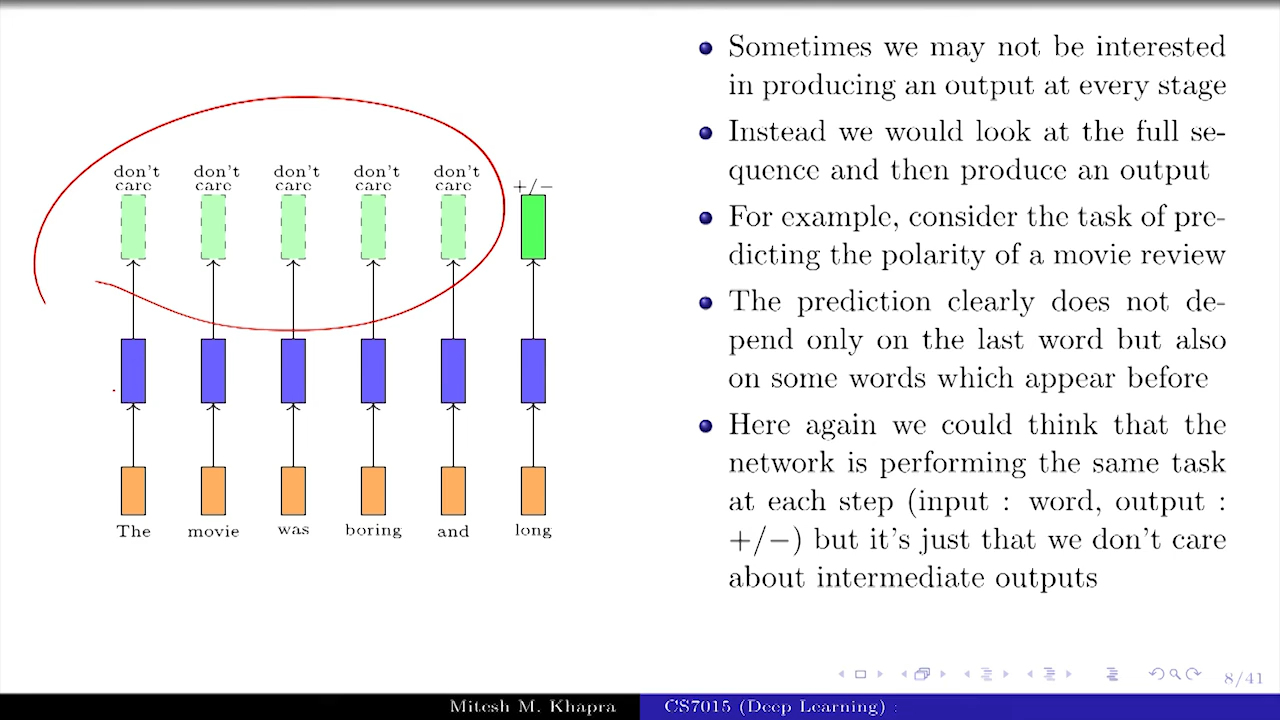 don't don't don't don't don't
care care care care care +/−
The movie was boring and long
Sometimes we may not be interested
in producing an output at every stage
Instead we would look at the full se-
quence and then produce an output
For example, consider the task of pre-
dicting the polarity of a movie review
The prediction clearly does not de-
pend only on the last word but also
on some words which appear before
Here again we could think that the
network is performing the same task
at each step (input : word, output :
+/−) but it's just that we don't care
about intermediate outputs
8/41
Mitesh M. Khapra CS7015 (Deep Learning) :